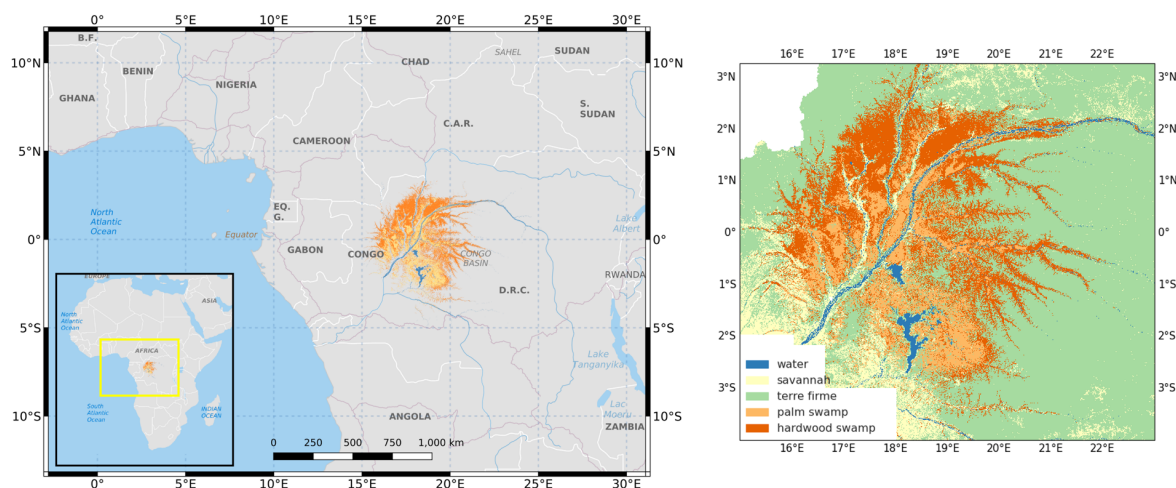 0° 5°E 10°E 15°E 20°E 25°E 30°E
B.F.
SAHEL
SUDAN
10°N
CHAD
10°N
BENIN
NIGERIA
GHANA
S.
SUDAN
C.A.R.
CAMEROON
5°N
5°N
EQ.
G.
North
Atlantic
Ocean
Lake
Albert
Equator
0°
0°
GABON
CONGO
CONGO
BASIN
RWANDA
D.R.C.
5°S
5°S
Lake
Tanganyika
Lac-
Moeru
ANGOLA
10°S
10°S
ZAMBIA
0 250 500 750 1,000 km
0° 5°E 10°E 15°E 20°E 25°E 30°E
EUROPE
ASIA
North
Atlantic
Ocean
AFRICA
South
Atlantic
Ocean
INDIAN
OCEAN
16°E 17°E 18°E 19°E 20°E 21°E 22°E
3°N 3°N
2°N 2°N
1°N 1°N
0° 0°
1°S 1°S
2°S 2°S
3°S 3°S
water
savannah
terre firme
palm swamp
hardwood swamp
16°E 17°E 18°E 19°E 20°E 21°E 22°E